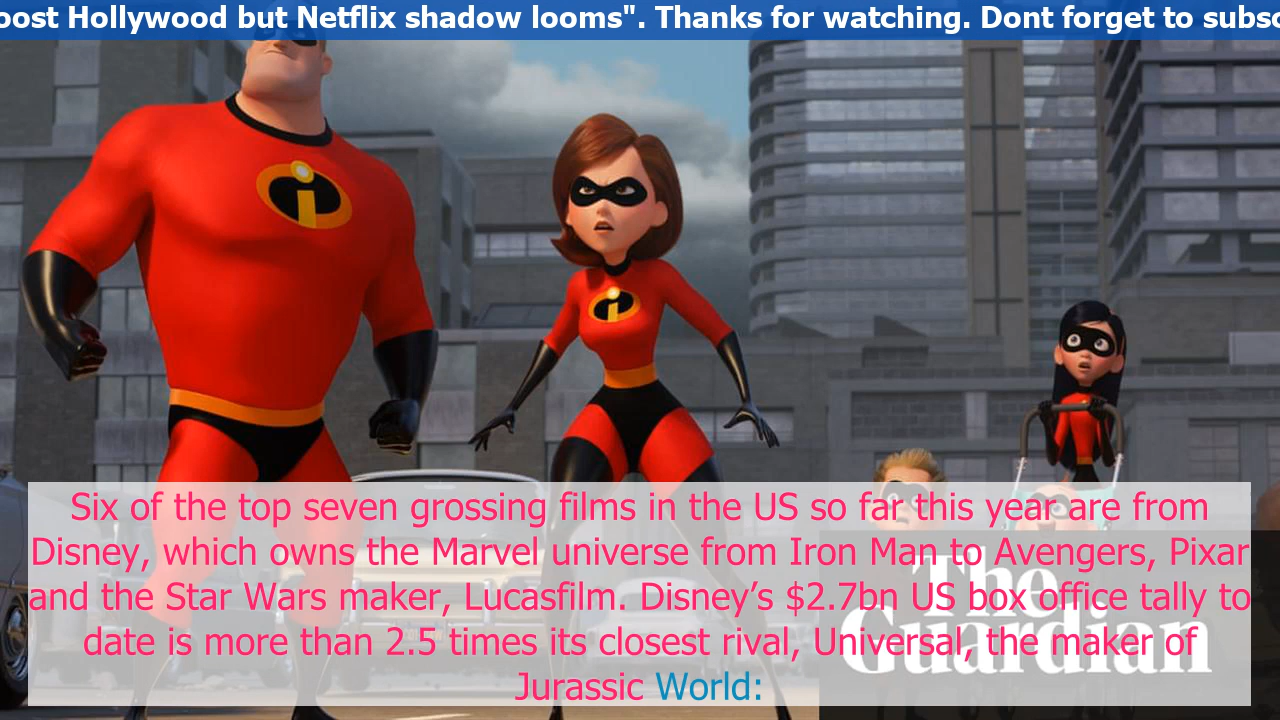 oost Hollywood but Netflix shadow looms". Thanks for watching. Dont forget to subsc
Six of the top seven grossing films in the US so far this year are from
Disney, which owns the Marvel universe from Iron Man to Avengers, Pixar
and the Star Wars maker, Lucasfilm. Disney’s $2.7bn US box office tally to
date is more than 2.5 times its closest rival, Universal, the maker of
Jurassic World:
The
Guardian